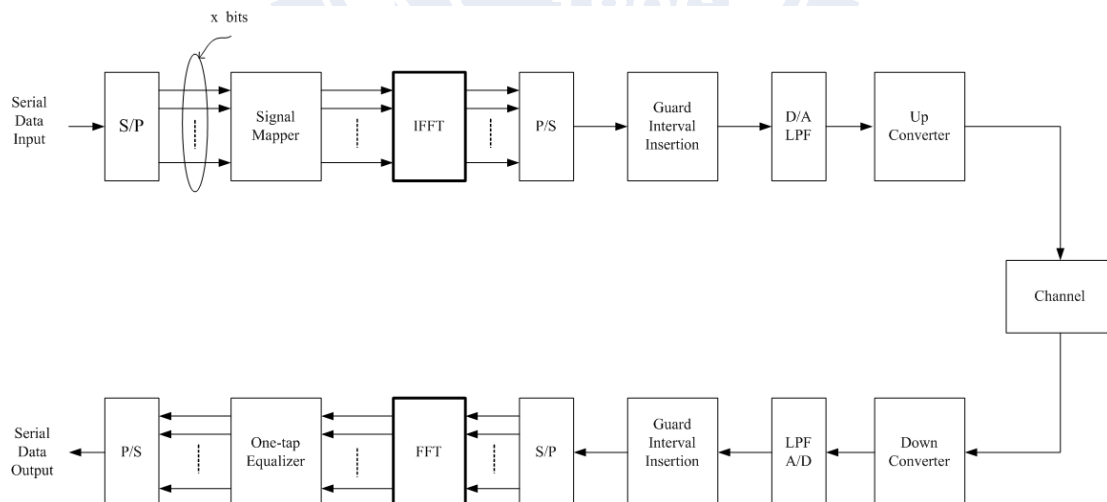 x bits
Serial
Data
Input
S/P
Signal
Mapper
IFFT
P/S
Guard
Interval
Insertion
D/A
LPF
Up
Converter
Channel
Serial
Data
Output
P/S
One-tap
Equalizer
FFT
S/P
Guard
Interval
Insertion
LPF
A/D
Down
Converter